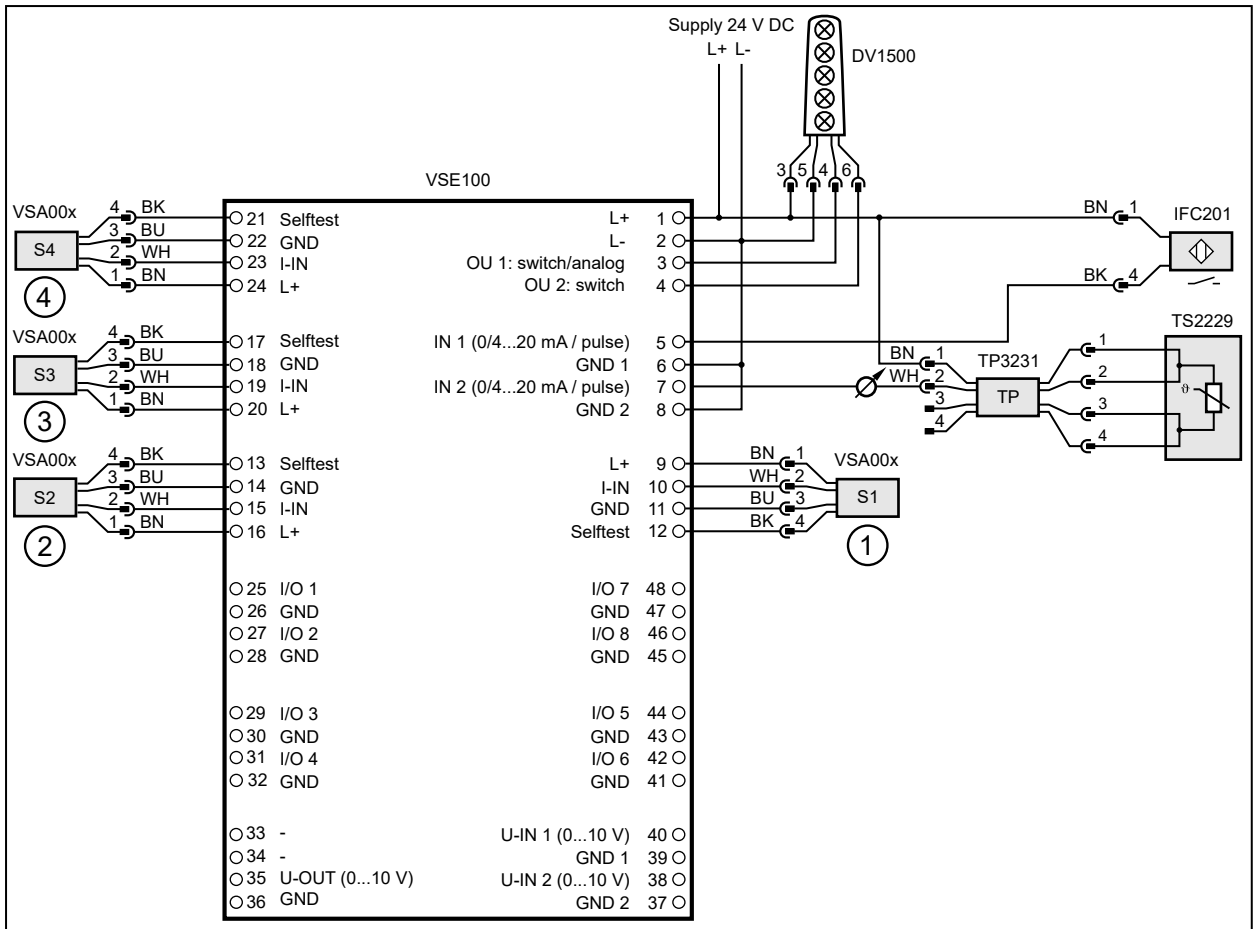 Supply 24 V DC
L+ L-
DV1500
3 5 4 6
VSE100
VSA00x
S4
4 BK
3 BU
2 WH
1 BN
4
21 Selftest
22 GND
23 I-IN
24 L+
VSA00x
S3
4 BK
3 BU
2 WH
1 BN
3
17 Selftest
18 GND
19 I-IN
20 L+
VSA00x
S2
4 BK
3 BU
2 WH
1 BN
2
13 Selftest
14 GND
15 I-IN
16 L+
25 I/O 1
26 GND
27 I/O 2
28 GND
29 I/O 3
30 GND
31 I/O 4
32 GND
33 -
34 -
35 U-OUT (0...10 V)
36 GND
L+ 1
L- 2
OU 1: switch/analog 3
OU 2: switch 4
IN 1 (0/4...20 mA / pulse) 5
GND 1 6
IN 2 (0/4...20 mA / pulse) 7
GND 2 8
L+ 9
I-IN 10
GND 11
Selftest 12
I/O 7 48
GND 47
I/O 8 46
GND 45
I/O 5 44
GND 43
I/O 6 42
GND 41
U-IN 1 (0...10 V) 40
GND 1 39
U-IN 2 (0...10 V) 38
GND 2 37
BN 1
IFC201
BK 4
TS2229
BN 1
WH 2
3
4
TP3231
TP
1
2
3
4
ϑ
BN 1
WH 2
BU 3
BK 4
VSA00x
S1
1